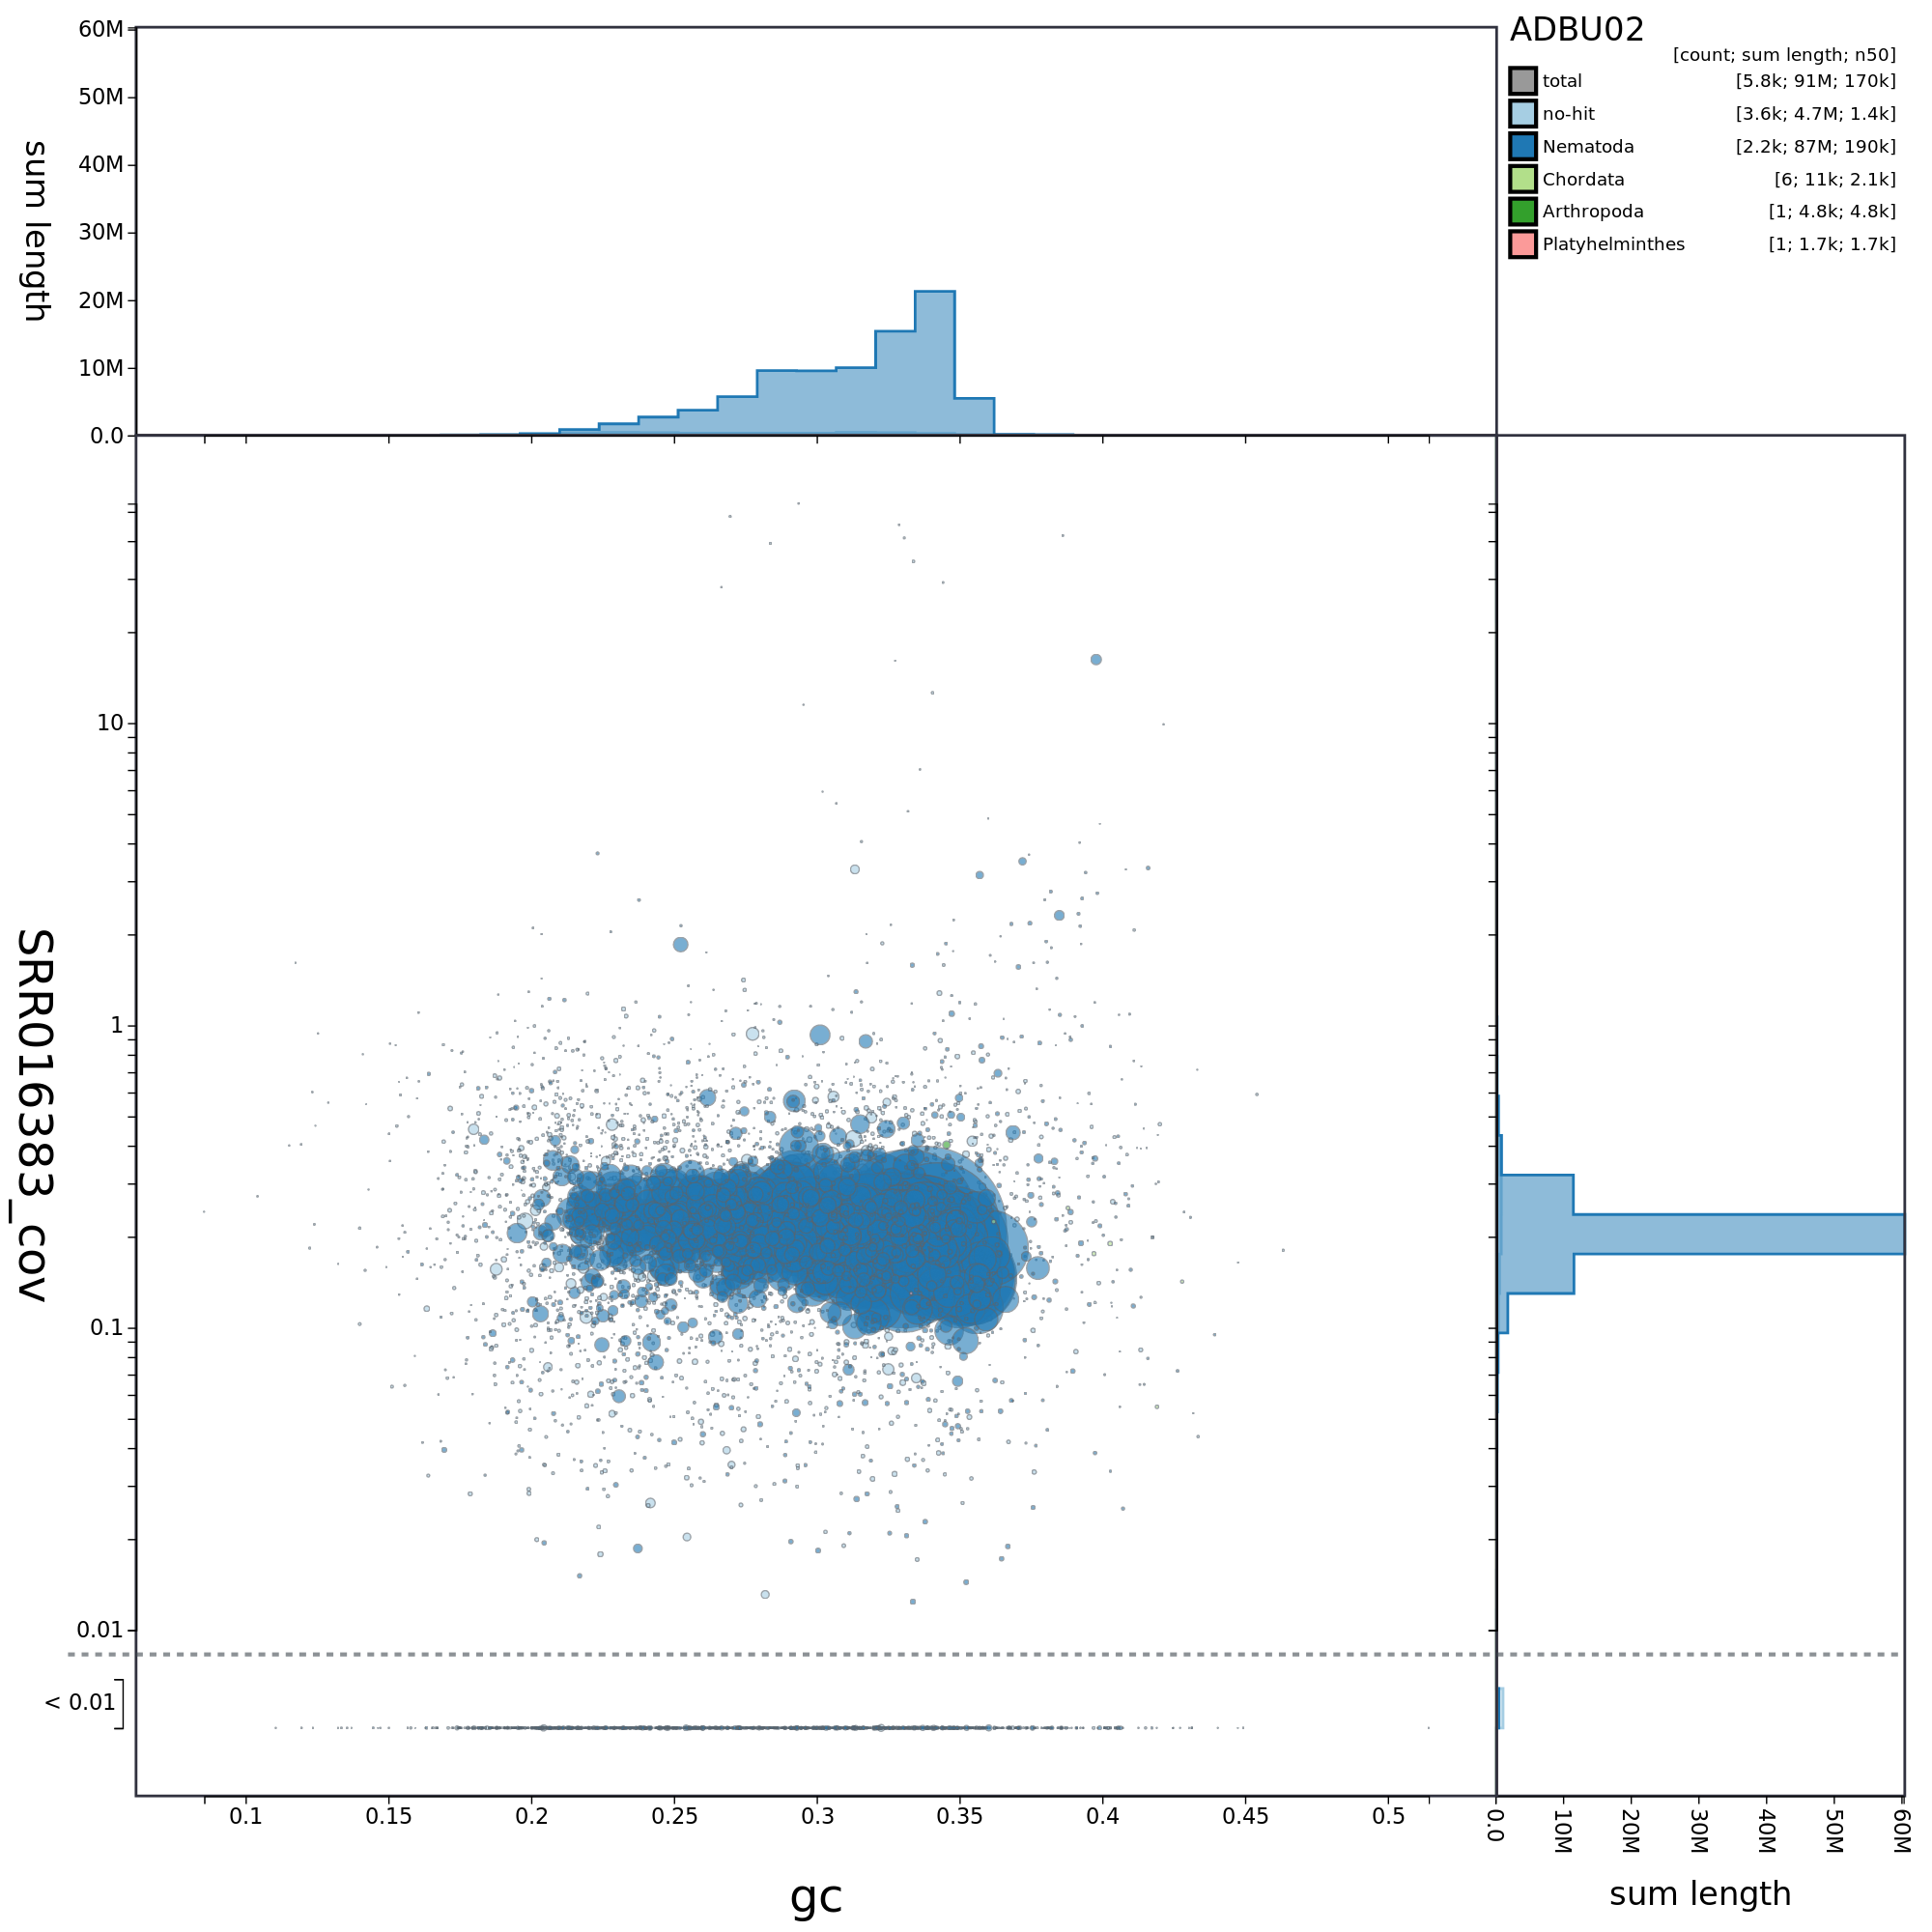 ADBU02
[count; sum length; n50]
total [5.8k; 91M; 170k]
no-hit [3.6k; 4.7M; 1.4k]
Nematoda [2.2k; 87M; 190k]
Chordata [6; 11k; 2.1k]
Arthropoda [1; 4.8k; 4.8k]
Platyhelminthes [1; 1.7k; 1.7k]
60M
50M
40M
30M
20M
10M
0.0
sum length
10
1
0.1
0.01
< 0.01
SRR016383_cov
0.1 0.15 0.2 0.25 0.3 0.35 0.4 0.45 0.5
gc
0.0 10M 20M 30M 40M 50M 60M
sum length